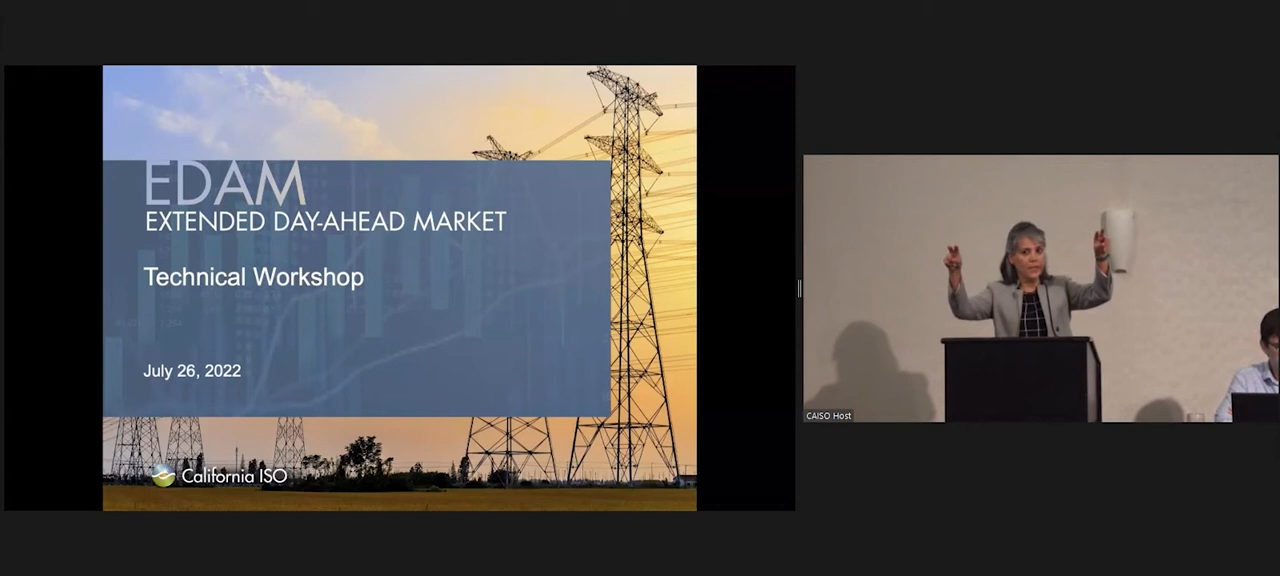 EDAM
EXTENDED DAY-AHEAD MARKET
Technical Workshop
July 26, 2022
California ISO
CAISO Host